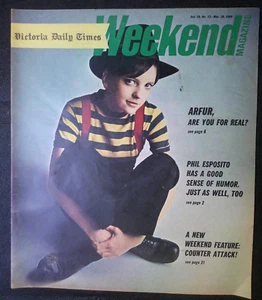 Victoria Daily Times
Weekend
MAGAZINE
ARFUR,
ARE YOU FOR REAL?
see page 6
PHIL ESPOSITO
HAS A GOOD
SENSE OF HUMOR.
JUST AS WELL, TOO
see page 3
A NEW
WEEKEND FEATURE:
COUNTER ATTACK!
see page 21